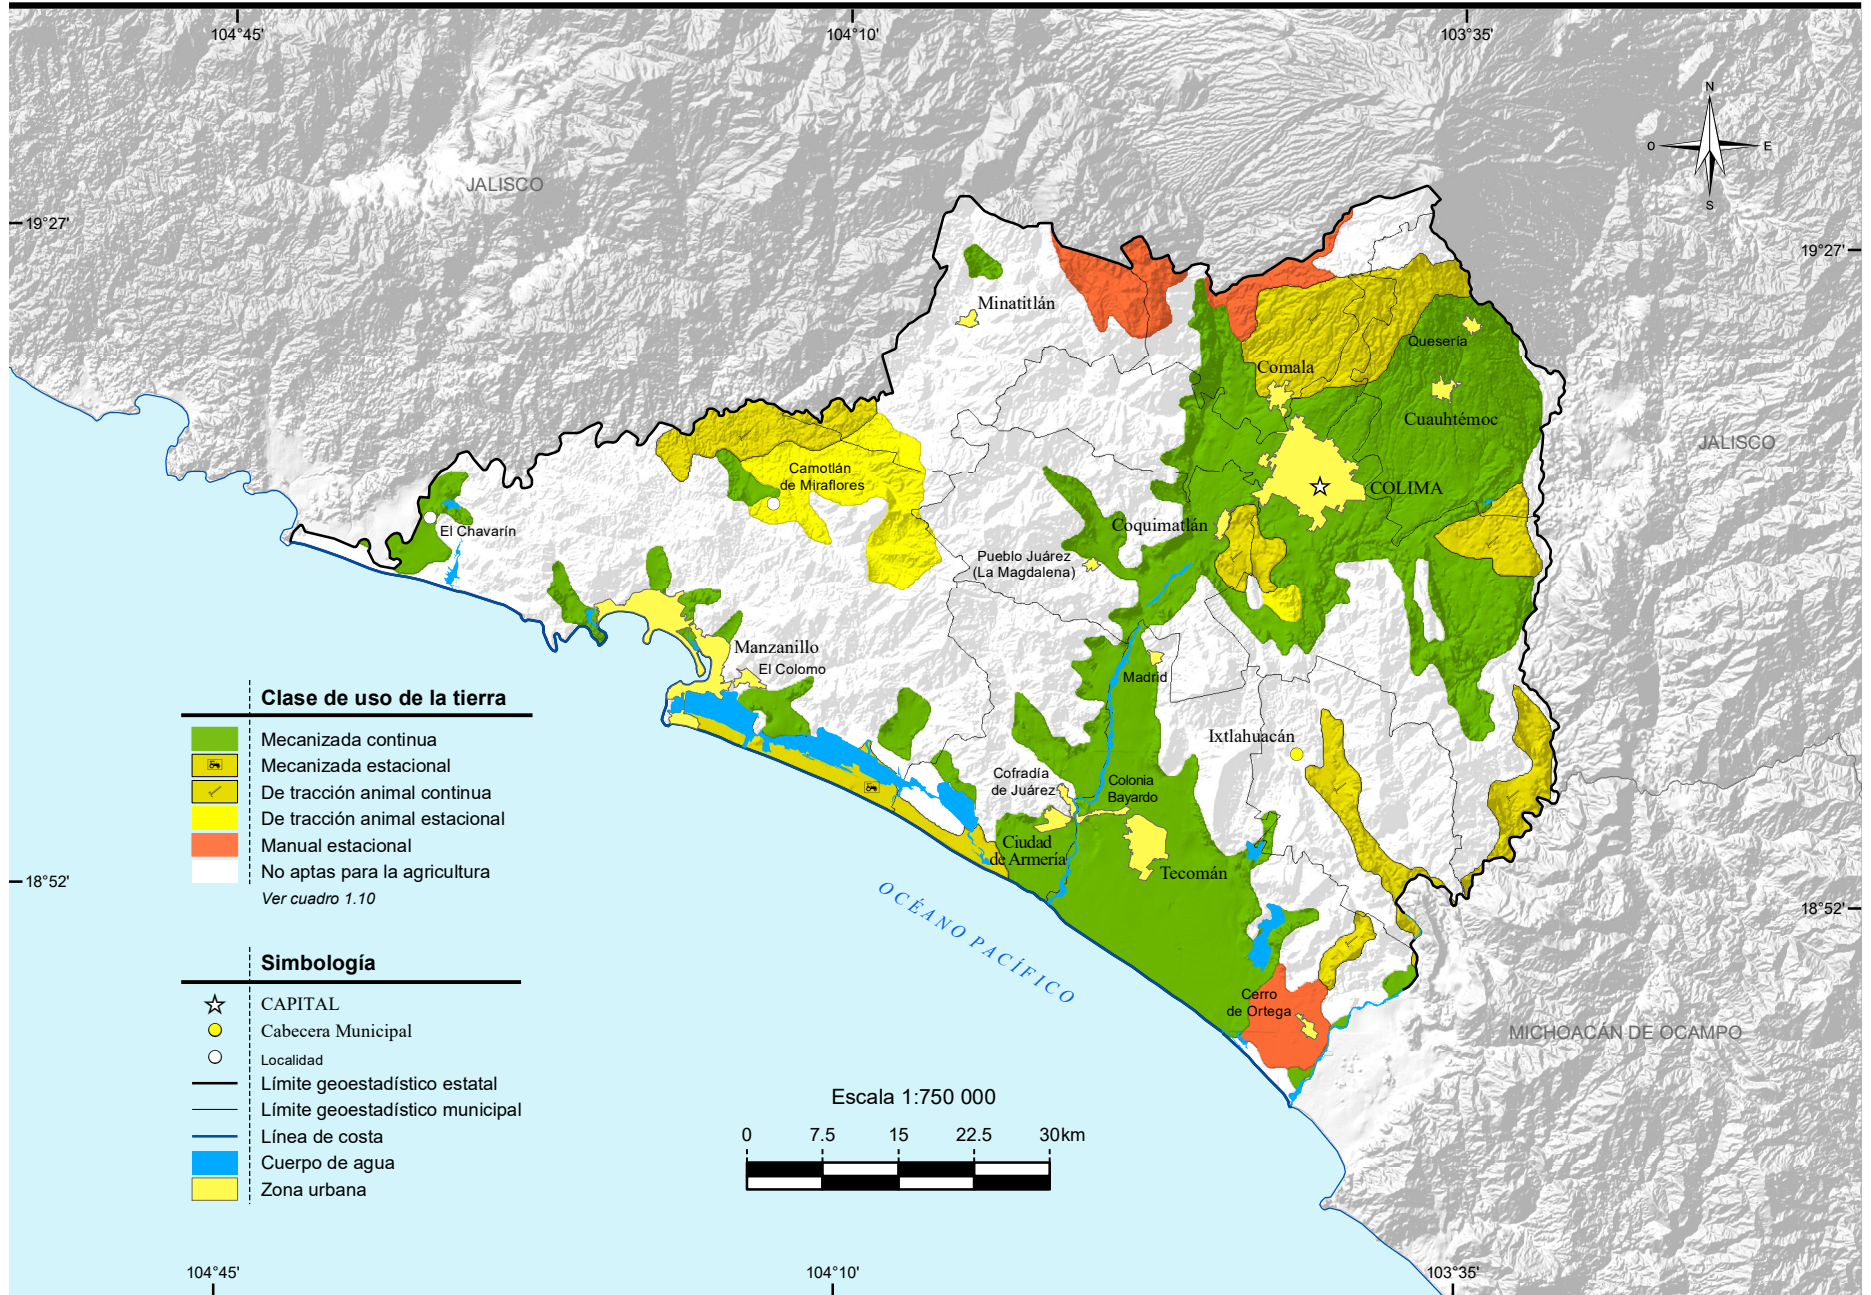 104°45'
104°10'
103°35'
N
O
E
S
JALISCO
19°27'
19°27'
Minatitlán
Quesería
Comala
Cuauhtémoc
JALISCO
Camotlán
de Miraflores
COLIMA
El Chavarín
Coquimatlán
Pueblo Juárez
(La Magdalena)
Manzanillo
El Colomo
Madrid
Ixtlahuacán
Cofradía
de Juárez
Colonia
Bayardo
Ciudad
de Armería
Tecomán
18°52'
18°52'
OCÉANO PACÍFICO
Cerro
de Ortega
MICHOACÁN DE OCAMPO
Clase de uso de la tierra
Mecanizada continua
Mecanizada estacional
De tracción animal continua
De tracción animal estacional
Manual estacional
No aptas para la agricultura
Ver cuadro 1.10
Simbología
CAPITAL
Cabecera Municipal
Localidad
Límite geoestadístico estatal
Límite geoestadístico municipal
Línea de costa
Cuerpo de agua
Zona urbana
Escala 1:750 000
0 7.5 15 22.5 30km
104°45'
104°10'
103°35'